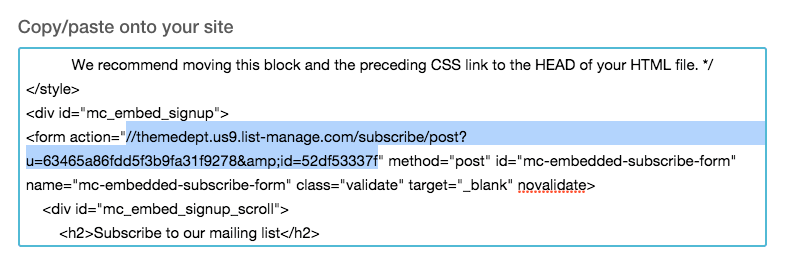 Copy/paste onto your site
We recommend moving this block and the preceding CSS link to the HEAD of your HTML file. */
</style>
<div id="mc_embed_signup">
<form action="//themedept.us9.list-manage.com/subscribe/post?
u=63465a86fdd5f3b9fa31f9278&amp;id=52df53337f" method="post" id="mc-embedded-subscribe-form"
name="mc-embedded-subscribe-form" class="validate" target="_blank" novalidate>
<div id="mc_embed_signup_scroll">
<h2>Subscribe to our mailing list</h2>